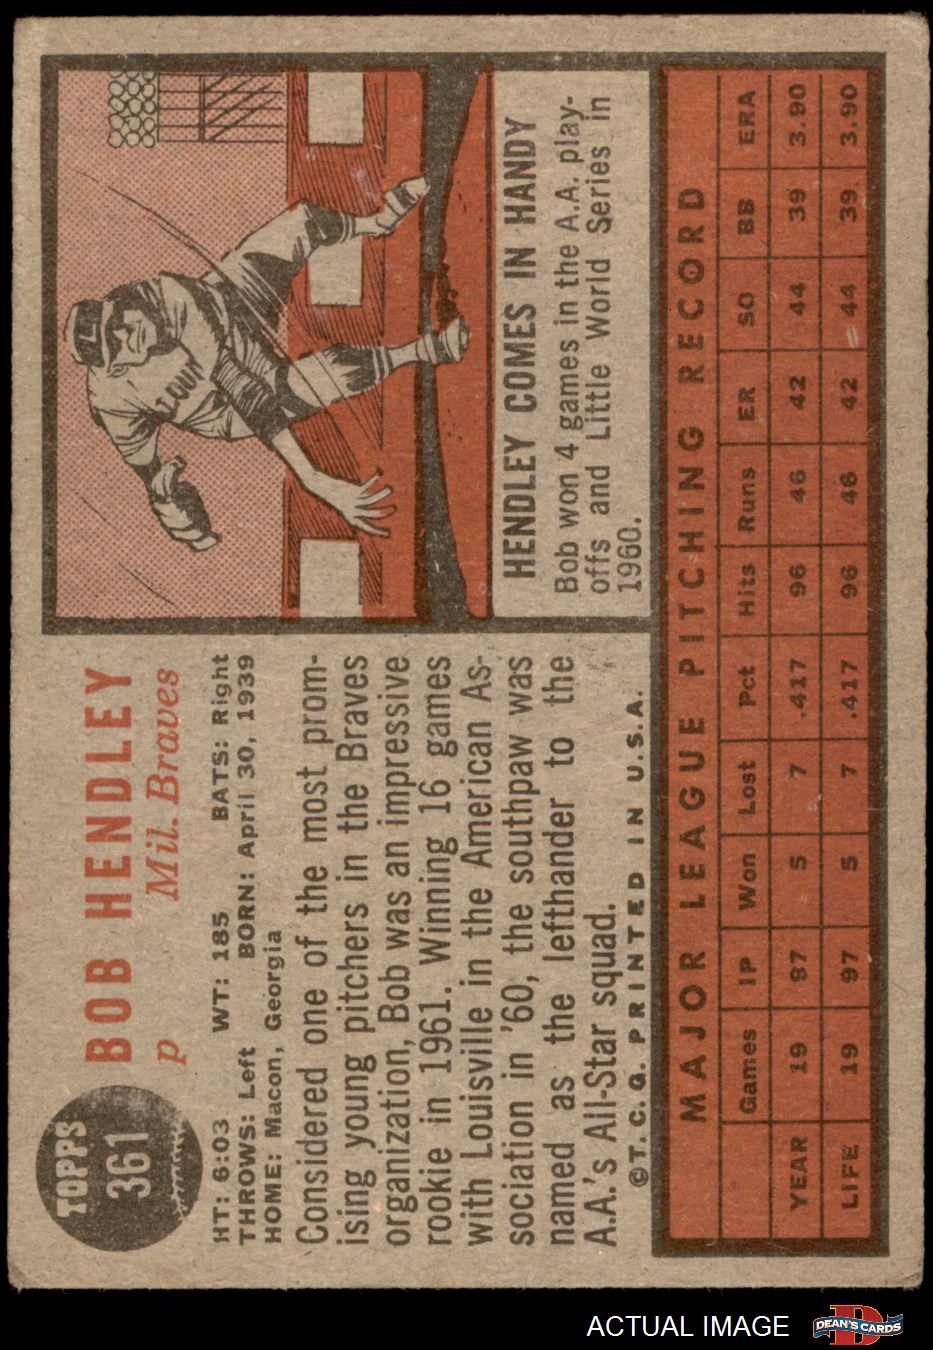 TOPPS
361
BOB HENDLEY
p Mil. Braves
HT: 6:03 WT: 185 BATS: Right
THROWS: Left BORN: April 30, 1939
HOME: Macon, Georgia
Considered one of the most prom-
ising young pitchers in the Braves
organization, Bob was an impressive
rookie in 1961. Winning 16 games
with Louisville in the American As-
sociation in '60, the southpaw was
named as the lefthander to the
A.A.'s All-Star squad.
©T.C.G. PRINTED IN U.S.A.
LOUI
HENDLEY COMES IN HANDY
Bob won 4 games in the A.A. play-
offs and Little World Series in
1960.
MAJOR LEAGUE PITCHING RECORD
Games IP Won Lost Pct Hits Runs ER SO BB ERA
YEAR 19 97 5 7 .417 96 46 42 44 39 3.90
LIFE 19 97 5 7 .417 96 46 42 44 39 3.90
ACTUAL IMAGE
DEAN'S CARDS